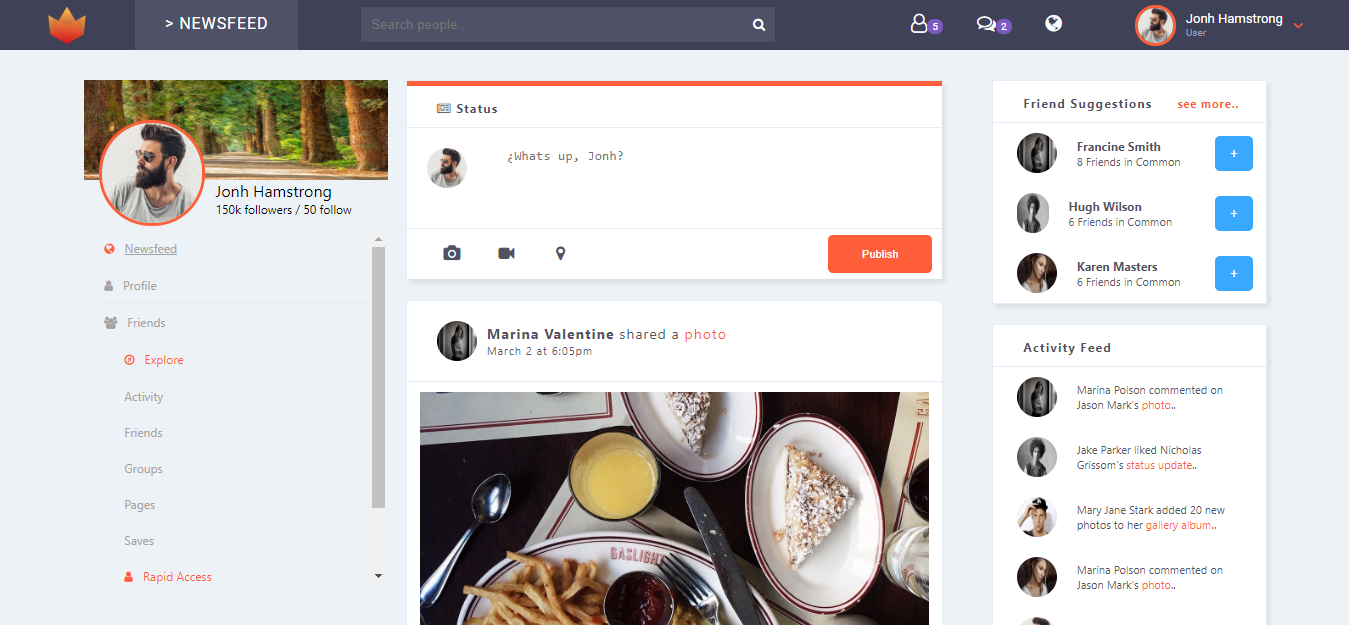 > NEWSFEED
Search people..
5
2
Jonh Hamstrong
User
Jonh Hamstrong
150k followers / 50 follow
Newsfeed
Profile
Friends
Explore
Activity
Friends
Groups
Pages
Saves
Rapid Access
Status
¿Whats up, Jonh?
Publish
Marina Valentine shared a photo
March 2 at 6:05pm
GASLIGHT
Friend Suggestions see more..
Francine Smith
8 Friends in Common
+
Hugh Wilson
6 Friends in Common
+
Karen Masters
6 Friends in Common
+
Activity Feed
Marina Polson commented on
Jason Mark's photo..
Jake Parker liked Nicholas
Grissom's status update..
Mary Jane Stark added 20 new
photos to her gallery album..
Marina Polson commented on
Jason Mark's photo..